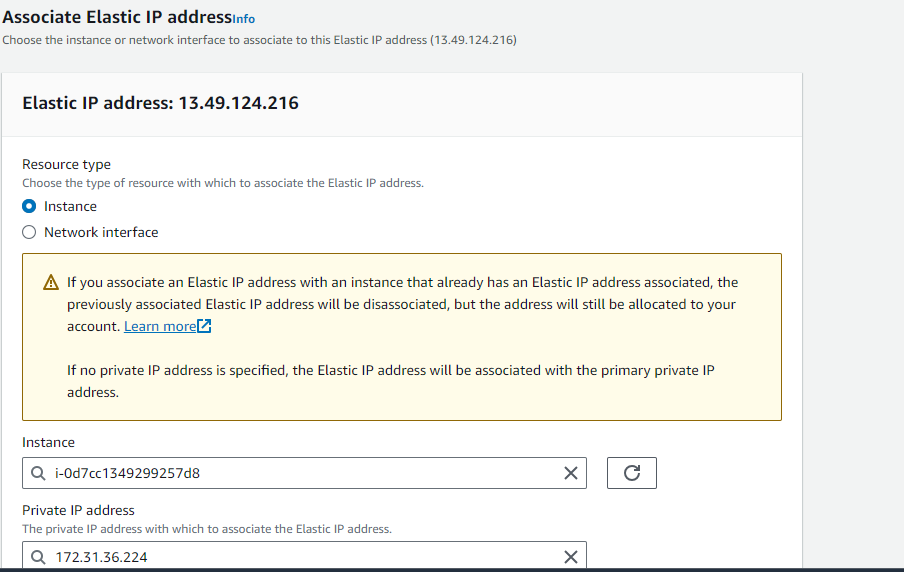 Associate Elastic IP address Info
Choose the instance or network interface to associate to this Elastic IP address (13.49.124.216)
Elastic IP address: 13.49.124.216
Resource type
Choose the type of resource with which to associate the Elastic IP address.
Instance
Network interface
If you associate an Elastic IP address with an instance that already has an Elastic IP address associated, the
previously associated Elastic IP address will be disassociated, but the address will still be allocated to your
account. Learn more
If no private IP address is specified, the Elastic IP address will be associated with the primary private IP
address.
Instance
i-0d7cc1349299257d8
Private IP address
The private IP address with which to associate the Elastic IP address.
172.31.36.224